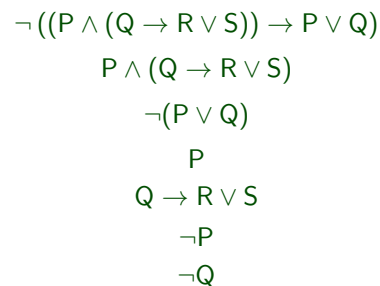 ¬ ((P ∧ (Q → R ∨ S)) → P ∨ Q)
P ∧ (Q → R ∨ S)
¬(P ∨ Q)
P
Q → R ∨ S
¬P
¬Q